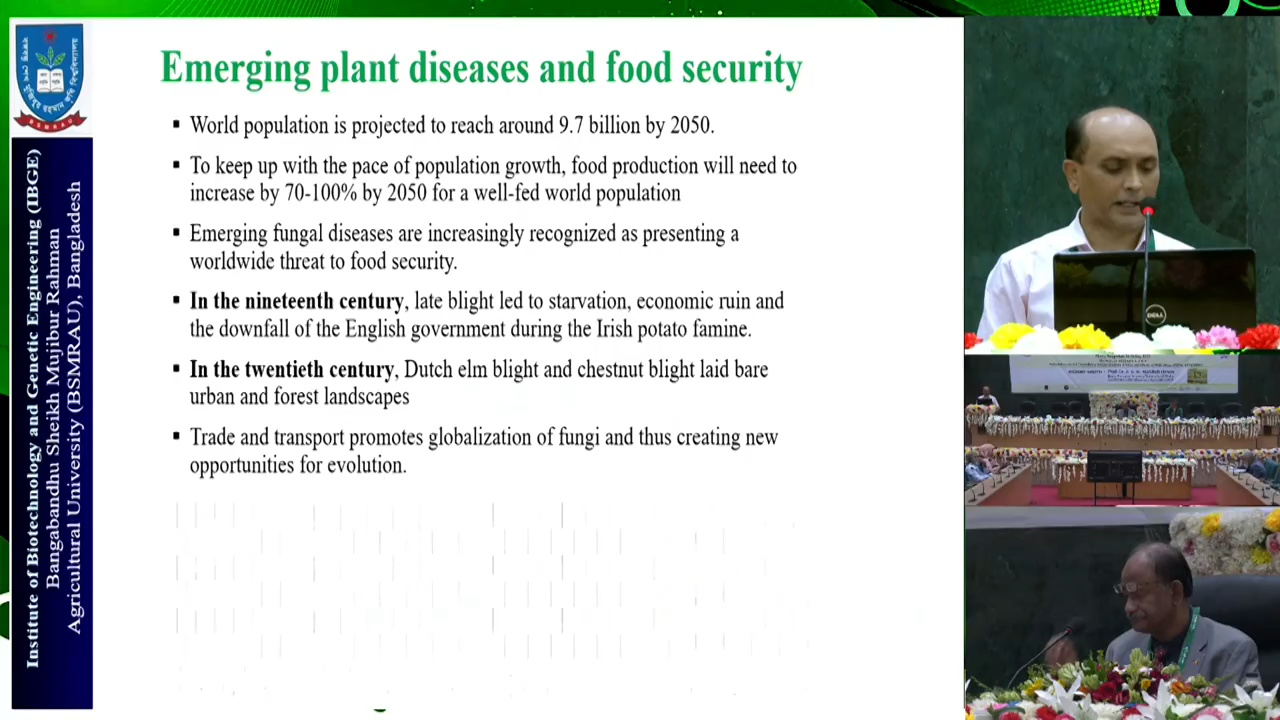 Emerging plant diseases and food security
▪ World population is projected to reach around 9.7 billion by 2050.
▪ To keep up with the pace of population growth, food production will need to
increase by 70-100% by 2050 for a well-fed world population
▪ Emerging fungal diseases are increasingly recognized as presenting a
worldwide threat to food security.
▪ In the nineteenth century, late blight led to starvation, economic ruin and
the downfall of the English government during the Irish potato famine.
▪ In the twentieth century, Dutch elm blight and chestnut blight laid bare
urban and forest landscapes
▪ Trade and transport promotes globalization of fungi and thus creating new
opportunities for evolution.
Institute of Biotechnology and Genetic Engineering (IBGE)
Bangabandhu Sheikh Mujibur Rahman
Agricultural University (BSMRAU), Bangladesh
BSMRAU
DELL